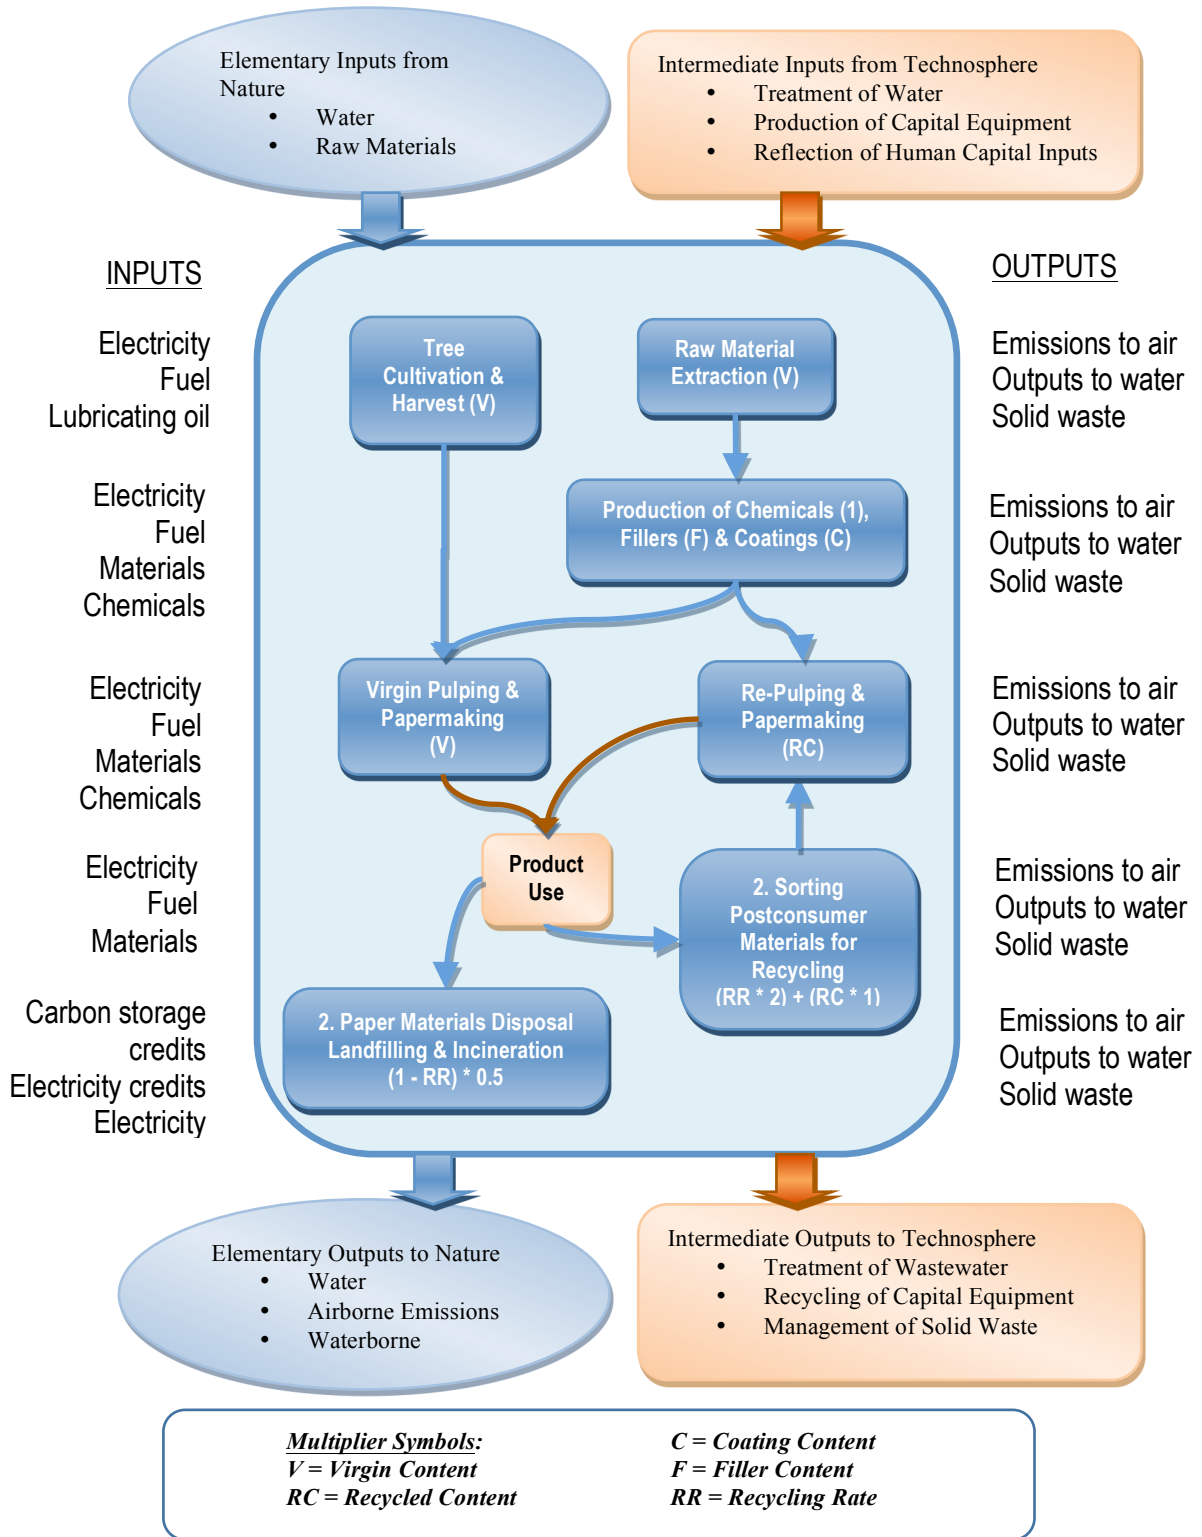 Elementary Inputs from
Nature
• Water
• Raw Materials
Intermediate Inputs from Technosphere
• Treatment of Water
• Production of Capital Equipment
• Reflection of Human Capital Inputs
INPUTS
OUTPUTS
Electricity
Fuel
Lubricating oil
Tree
Cultivation &
Harvest (V)
Raw Material
Extraction (V)
Emissions to air
Outputs to water
Solid waste
Electricity
Fuel
Materials
Chemicals
Production of Chemicals (1),
Fillers (F) & Coatings (C)
Emissions to air
Outputs to water
Solid waste
Electricity
Fuel
Materials
Chemicals
Virgin Pulping &
Papermaking
(V)
Re-Pulping &
Papermaking
(RC)
Emissions to air
Outputs to water
Solid waste
Electricity
Fuel
Materials
Product
Use
2. Sorting
Postconsumer
Materials for
Recycling
(RR * 2) + (RC * 1)
Emissions to air
Outputs to water
Solid waste
Carbon storage
credits
Electricity credits
Electricity
2. Paper Materials Disposal
Landfilling & Incineration
(1 - RR) * 0.5
Emissions to air
Outputs to water
Solid waste
Elementary Outputs to Nature
• Water
• Airborne Emissions
• Waterborne
Intermediate Outputs to Technosphere
• Treatment of Wastewater
• Recycling of Capital Equipment
• Management of Solid Waste
Multiplier Symbols:
V = Virgin Content
RC = Recycled Content
C = Coating Content
F = Filler Content
RR = Recycling Rate